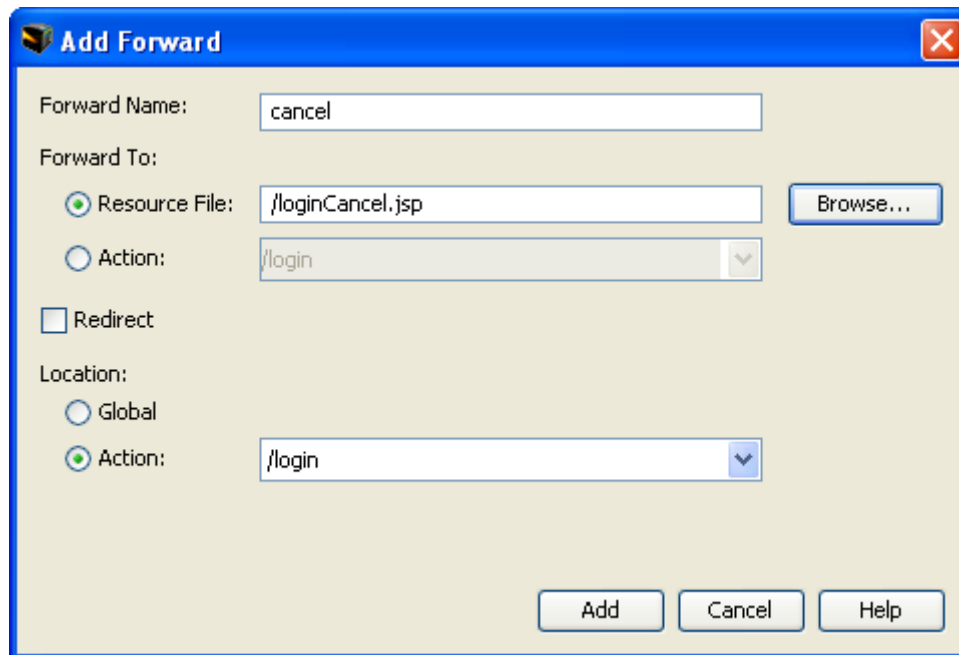 Add Forward
Forward Name: cancel
Forward To:
Resource File: /loginCancel.jsp Browse...
Action: /login
Redirect
Location:
Global
Action: /login
Add Cancel Help